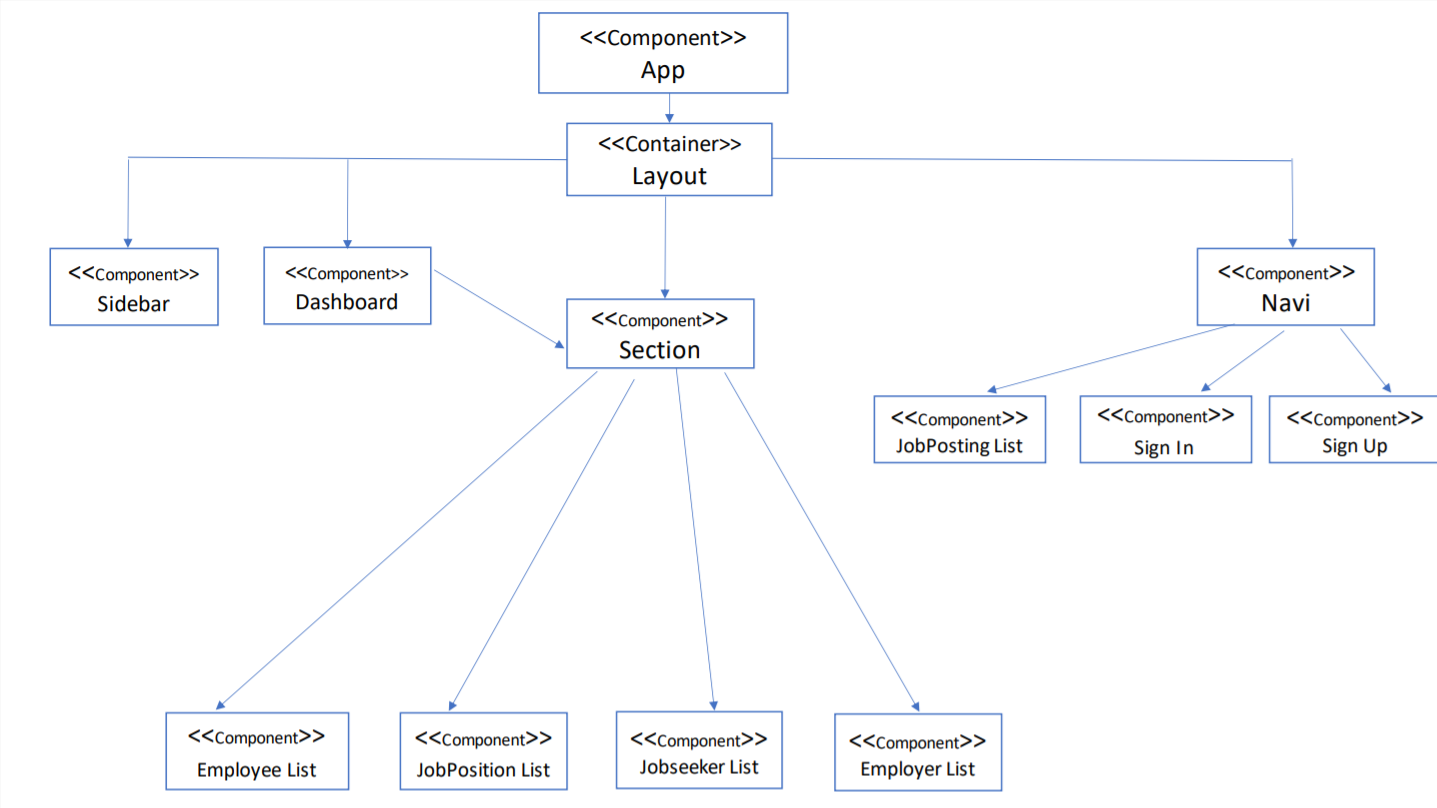 <<Component>>
App
<<Container>>
Layout
<<Component>>
Sidebar
<<Component>>
Dashboard
<<Component>>
Section
<<Component>>
Navi
<<Component>>
JobPosting List
<<Component>>
Sign In
<<Component>>
Sign Up
<<Component>>
Employee List
<<Component>>
JobPosition List
<<Component>>
Jobseeker List
<<Component>>
Employer List